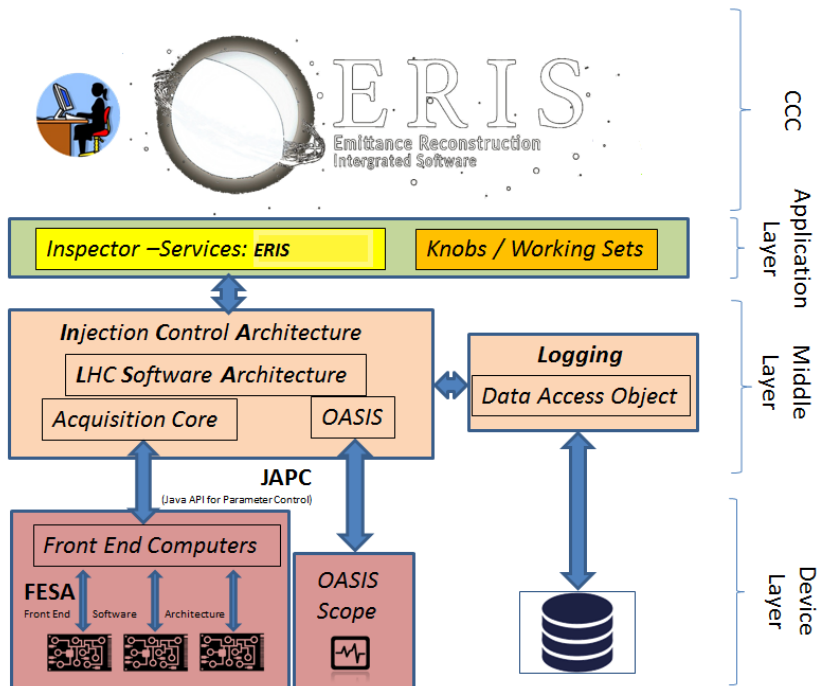 ERIS
Emittance Reconstruction
Intergrated Software
CCC
Inspector –Services: ERIS
Knobs / Working Sets
Application
Layer
Injection Control Architecture
LHC Software Architecture
Acquisition Core
OASIS
Logging
Data Access Object
Middle
Layer
JAPC
(Java API for Parameter Control)
Front End Computers
FESA
Front End Software Architecture
OASIS
Scope
Device
Layer